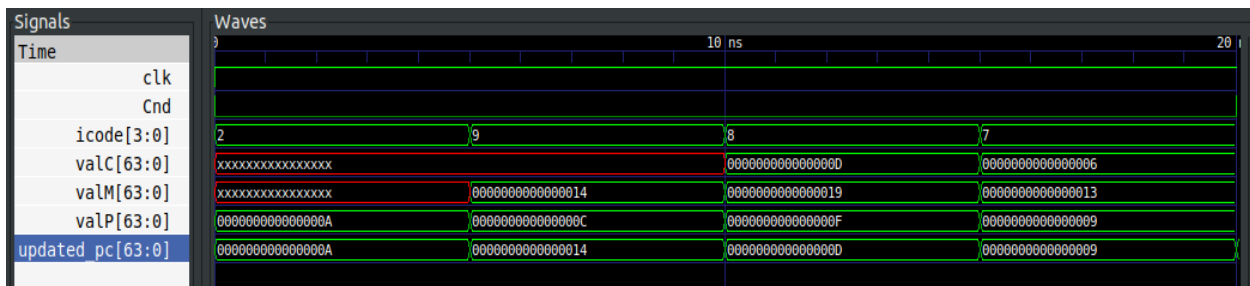 Signals Waves
Time 0 10 ns 20
clk
Cnd
icode[3:0] 2 9 8 7
valC[63:0] xxxxxxxxxxxxxxxx 000000000000000D 0000000000000006
valM[63:0] xxxxxxxxxxxxxxxx 0000000000000014 0000000000000019 0000000000000013
valP[63:0] 000000000000000A 000000000000000C 000000000000000F 0000000000000009
updated_pc[63:0] 000000000000000A 0000000000000014 000000000000000D 0000000000000009